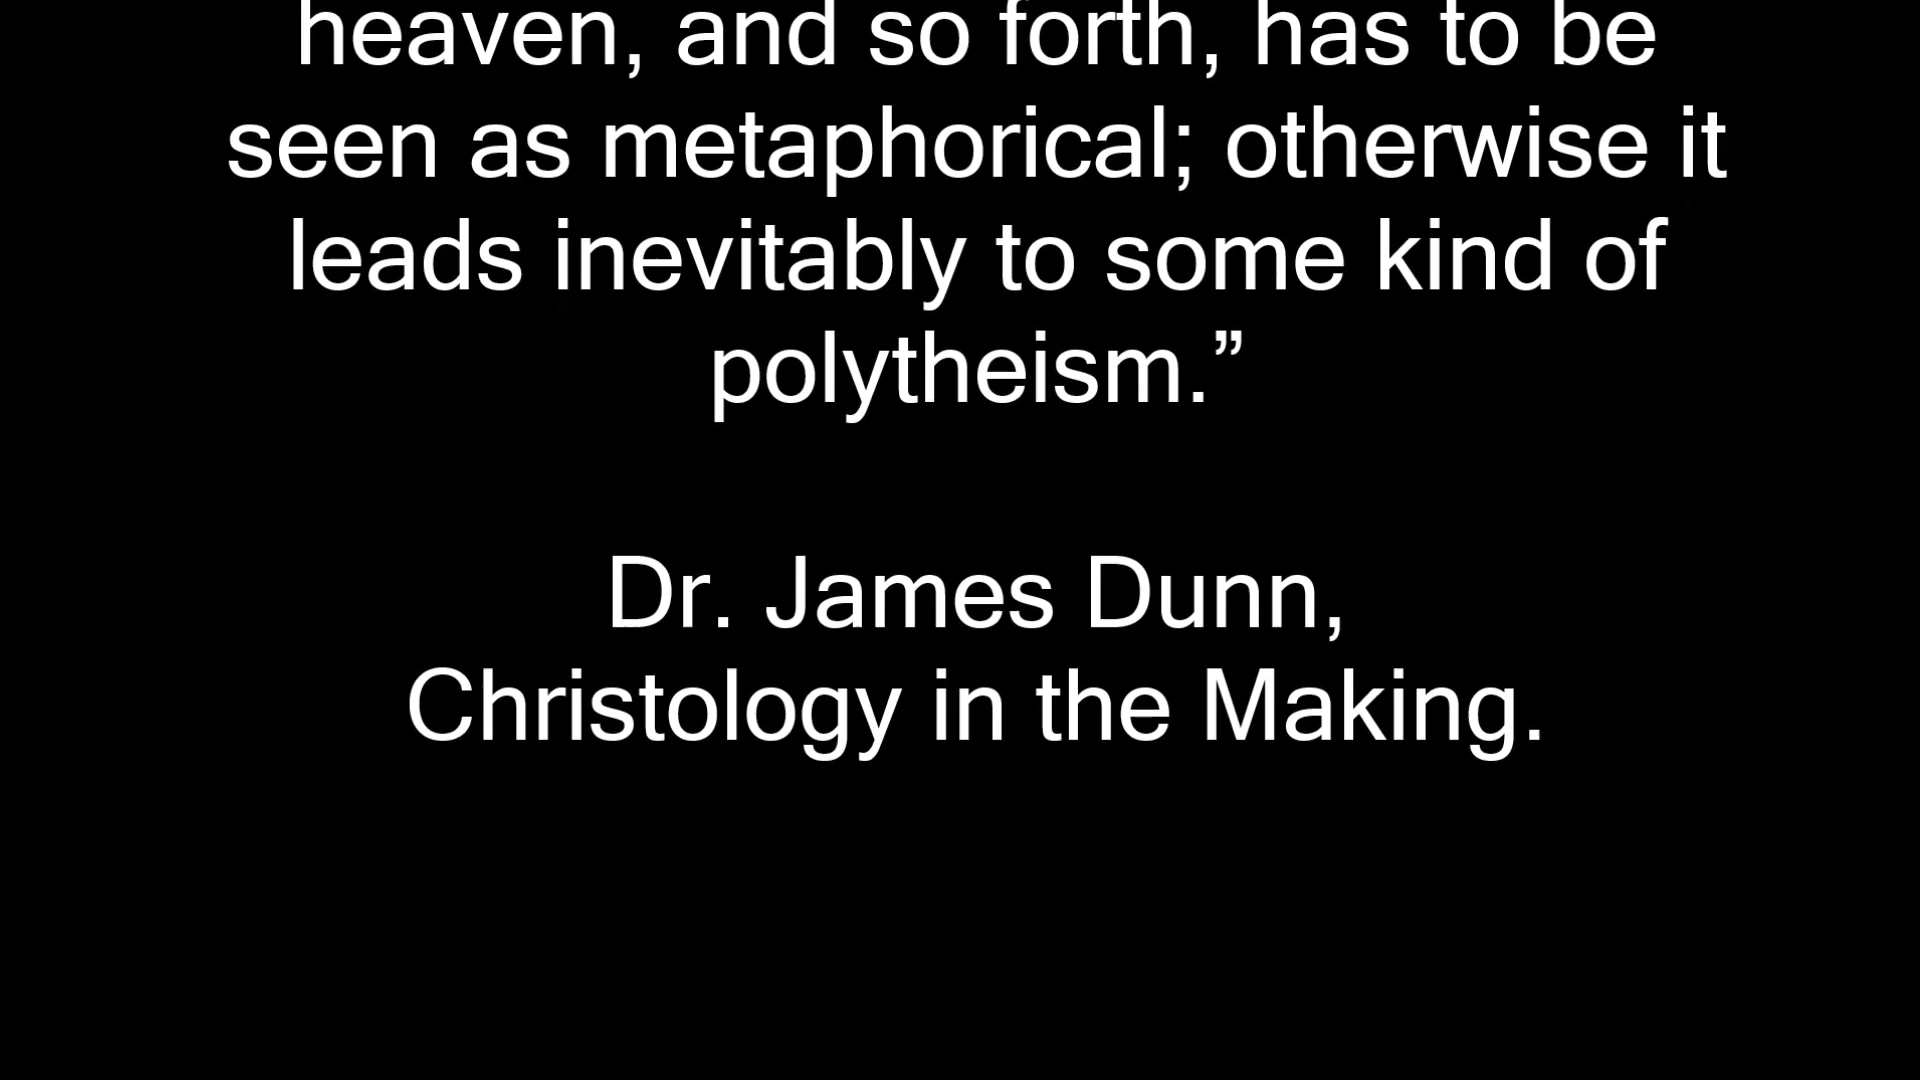 heaven, and so forth, has to be
seen as metaphorical; otherwise it
leads inevitably to some kind of
polytheism.”
Dr. James Dunn,
Christology in the Making.